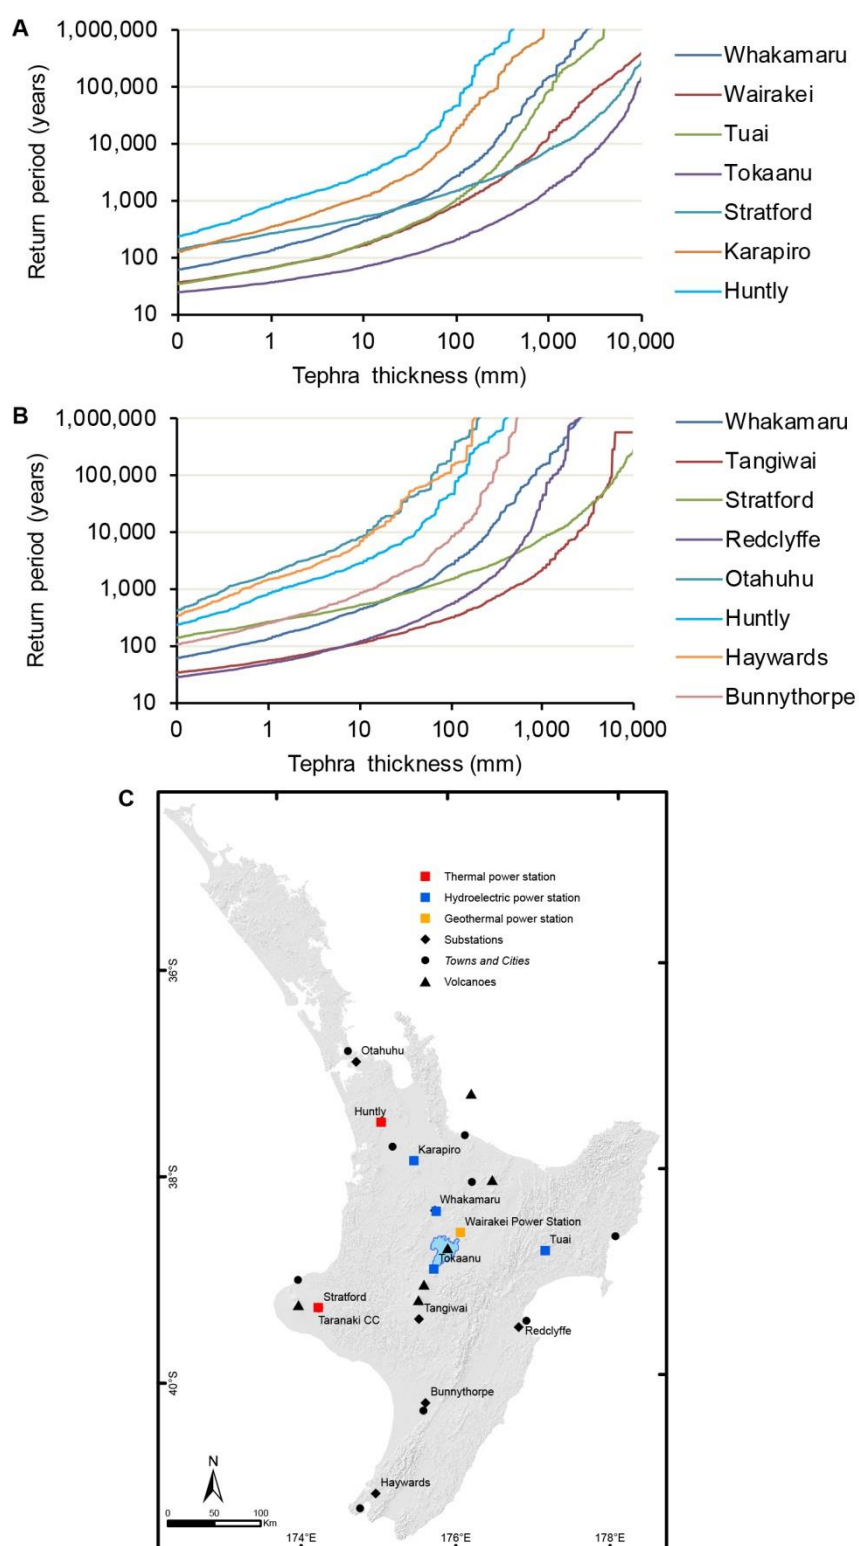 A
Return period (years)
1,000,000
100,000
10,000
1,000
100
10
0 1 10 100 1,000 10,000
Tephra thickness (mm)
Whakamaru
Wairakei
Tuai
Tokaanu
Stratford
Karapiro
Huntly
B
Return period (years)
1,000,000
100,000
10,000
1,000
100
10
0 1 10 100 1,000 10,000
Tephra thickness (mm)
Whakamaru
Tangiwai
Stratford
Redclyffe
Otahuhu
Huntly
Haywards
Bunnythorpe
C
Thermal power station
Hydroelectric power station
Geothermal power station
Substations
Towns and Cities
Volcanoes
36°S
Otahuhu
Huntly
Karapiro
38°S
Whakamaru
Wairakei Power Station
Tuai
Tokaanu
Stratford
Taranaki CC
Tangiwai
Redclyffe
40°S
Bunnythorpe
Haywards
N
0 50 100
Km
174°E 176°E 178°E